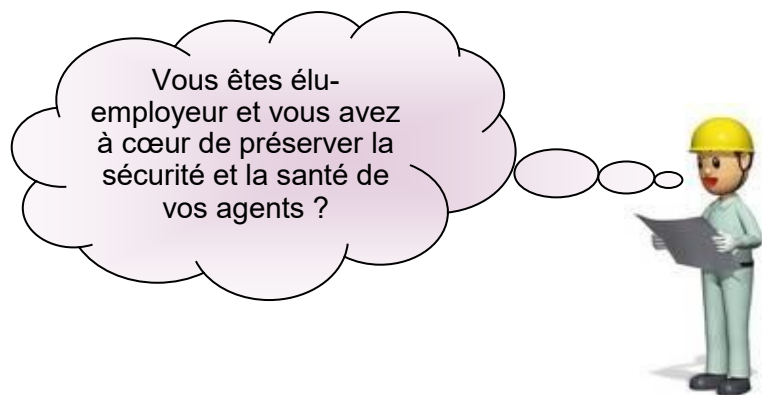 Vous êtes élu-
employeur et vous avez
à cœur de préserver la
sécurité et la santé de
vos agents ?